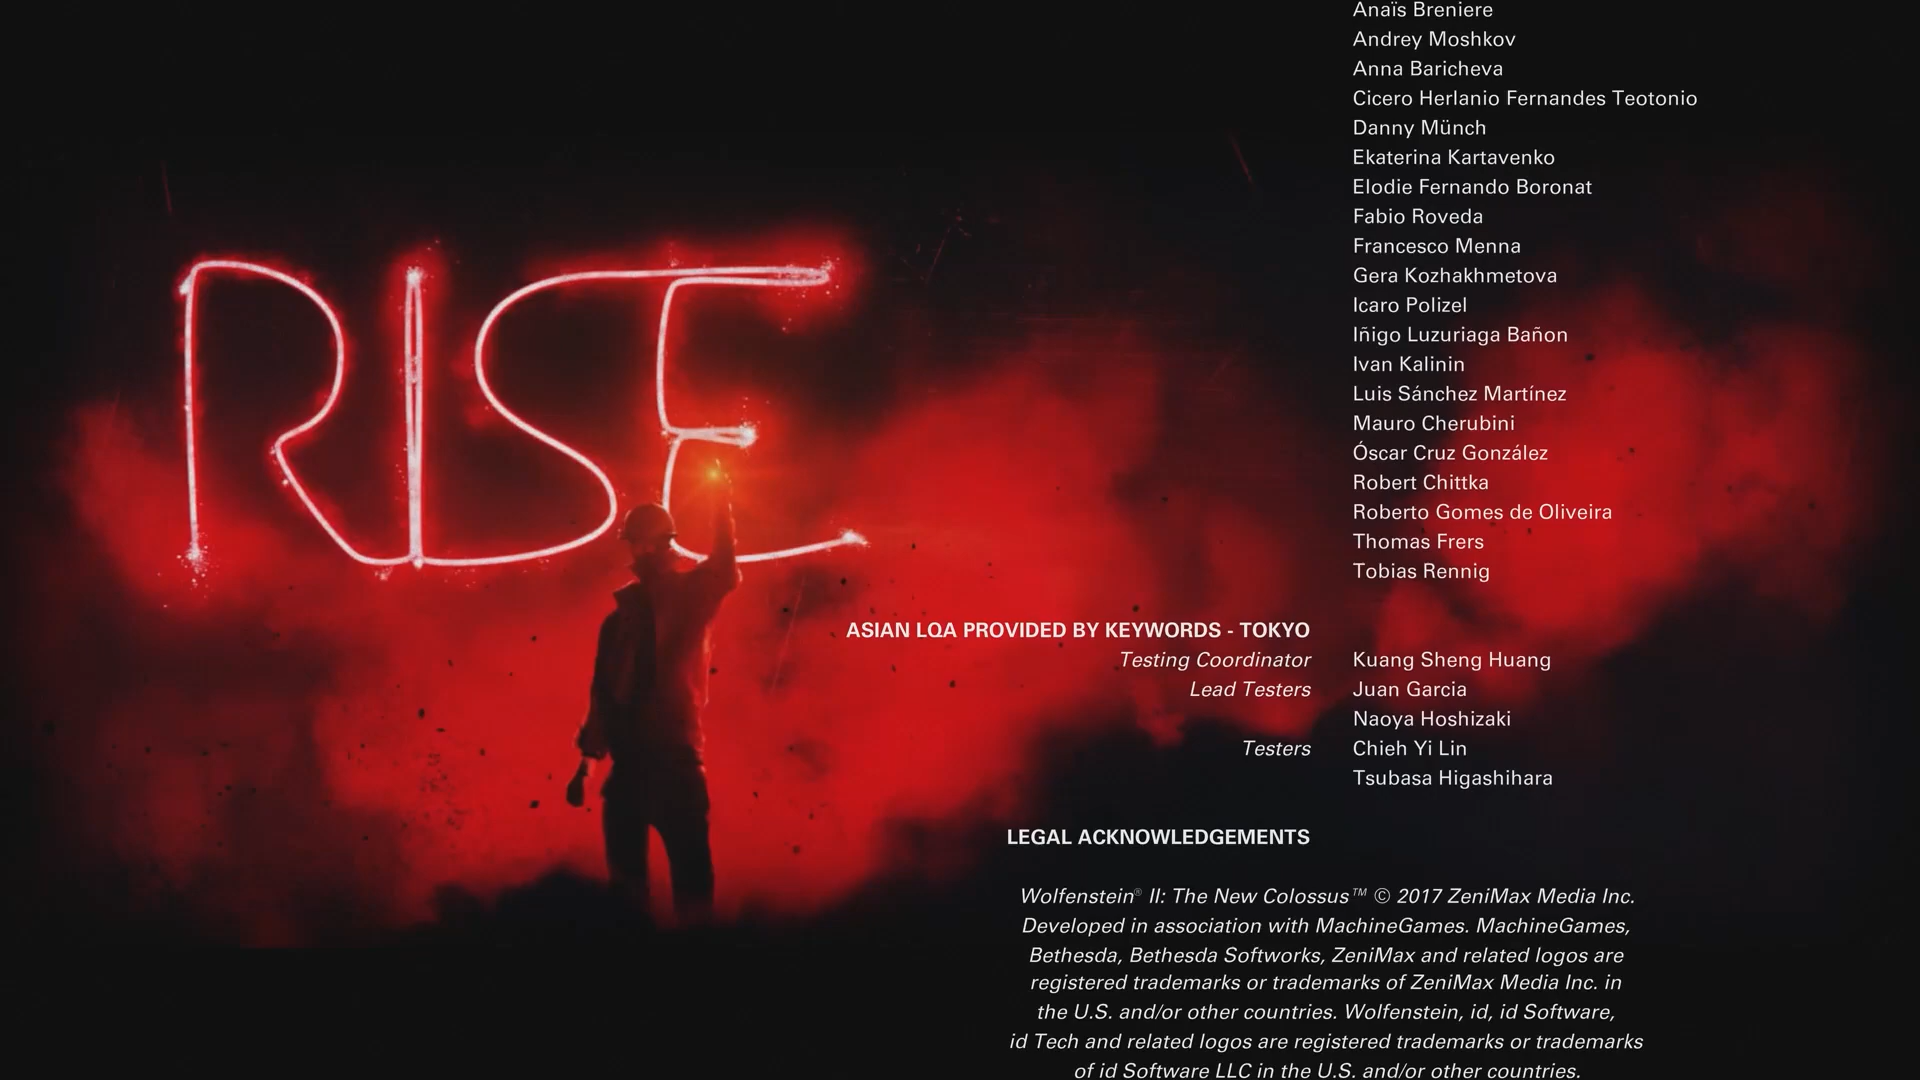 RISE
Anaïs Breniere
Andrey Moshkov
Anna Baricheva
Cicero Herlanio Fernandes Teotonio
Danny Münch
Ekaterina Kartavenko
Elodie Fernando Boronat
Fabio Roveda
Francesco Menna
Gera Kozhakhmetova
Icaro Polizel
Iñigo Luzuriaga Bañon
Ivan Kalinin
Luis Sánchez Martínez
Mauro Cherubini
Óscar Cruz González
Robert Chittka
Roberto Gomes de Oliveira
Thomas Frers
Tobias Rennig
ASIAN LQA PROVIDED BY KEYWORDS - TOKYO
Testing Coordinator Kuang Sheng Huang
Lead Testers Juan Garcia
Naoya Hoshizaki
Testers Chieh Yi Lin
Tsubasa Higashihara
LEGAL ACKNOWLEDGEMENTS
Wolfenstein® II: The New Colossus™ © 2017 ZeniMax Media Inc.
Developed in association with MachineGames. MachineGames,
Bethesda, Bethesda Softworks, ZeniMax and related logos are
registered trademarks or trademarks of ZeniMax Media Inc. in
the U.S. and/or other countries. Wolfenstein, id, id Software,
id Tech and related logos are registered trademarks or trademarks
of id Software LLC in the U.S. and/or other countries.